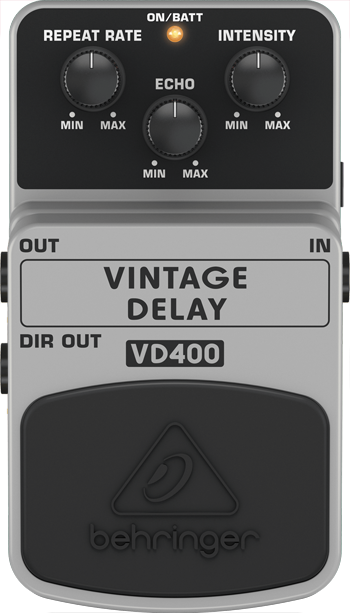 ON/BATT
REPEAT RATE
INTENSITY
ECHO
MIN MAX
MIN MAX
MIN MAX
OUT
IN
VINTAGE
DELAY
DIR OUT
VD400
behringer